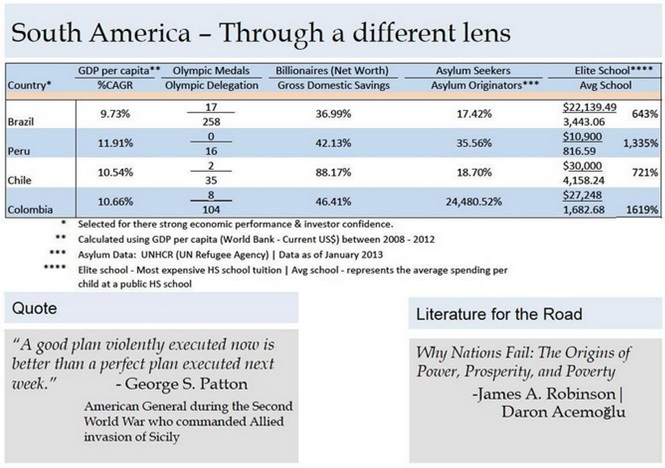 South America – Through a different lens
GDP per capita** Olympic Medals Billionaires (Net Worth) Asylum Seekers Elite School****
Country* %CAGR Olympic Delegation Gross Domestic Savings Asylum Originators*** Avg School
Brazil 9.73% 17 258 36.99% 17.42% $22,139.49 3,443.06 643%
Peru 11.91% 0 16 42.13% 35.56% $10,900 816.59 1,335%
Chile 10.54% 2 35 88.17% 18.70% $30,000 4,158.24 721%
Colombia 10.66% 8 104 46.41% 24,480.52% $27,248 1,682.68 1619%
* Selected for there strong economic performance & investor confidence.
** Calculated using GDP per capita (World Bank - Current US$) between 2008 - 2012
*** Asylum Data: UNHCR (UN Refugee Agency) | Data as of January 2013
**** Elite school - Most expensive HS school tuition | Avg school - represents the average spending per
child at a public HS school
Quote
"A good plan violently executed now is
better than a perfect plan executed next
week." - George S. Patton
American General during the Second
World War who commanded Allied
invasion of Sicily
Literature for the Road
Why Nations Fail: The Origins of
Power, Prosperity, and Poverty
-James A. Robinson |
Daron Acemoğlu